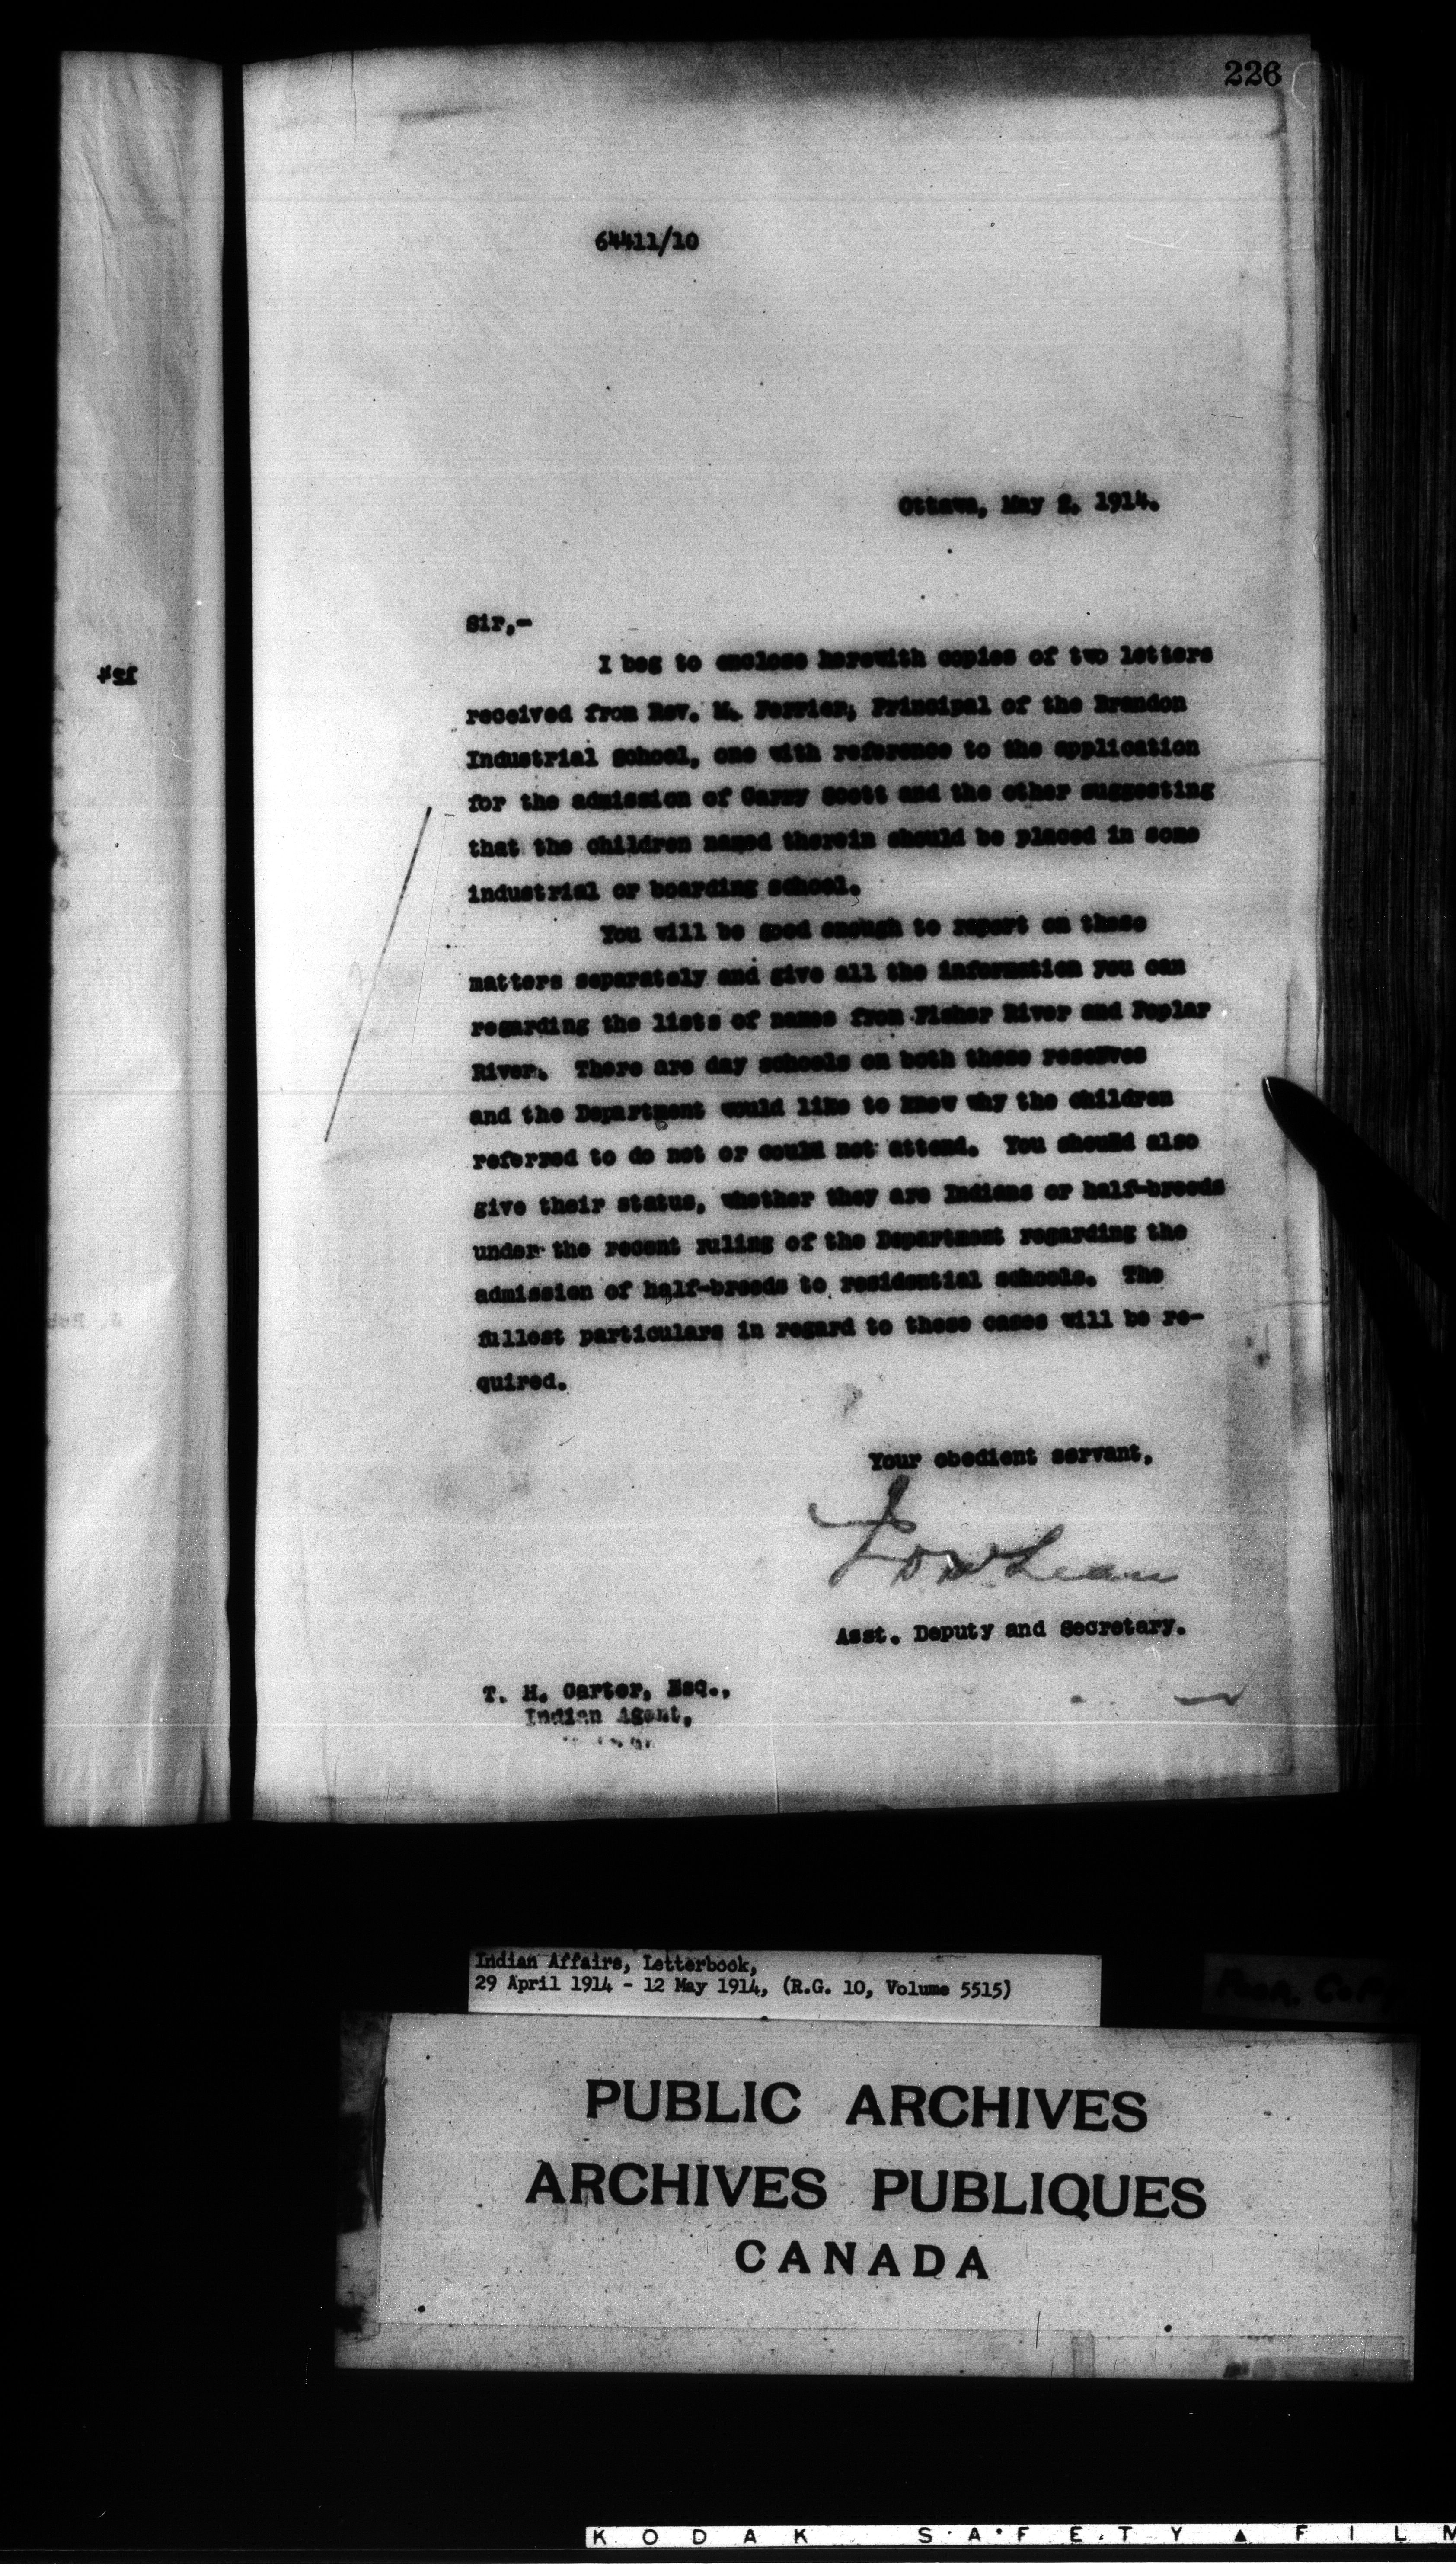 226
64411/10
Ottawa, May 2, 1914.
Sir,-
I beg to enclose herewith copies of two letters
received from Rev. Ferrier, Principal of the Brandon
Industrial School, one with reference to the application
for the admission of Scott and the other suggesting
that the children named therein should be placed in some
industrial or boarding school.
You will be good enough to report on these
matters separately and give all the information you can
regarding the lists of names from Fisher River and Poplar
River. There are day schools on both these reserves
and the Department would like to know why the children
referred to do not or could not attend. You should also
give their status, whether they are Indians or half-breeds
under the recent ruling of the Department regarding the
admission of half-breeds to residential schools. The
fullest particulars in regard to these cases will be re-
quired.
Your obedient servant,
Asst. Deputy and Secretary.
T. H. Carter, Esq.,
Indian Agent,
Indian Affairs, Letterbook,
29 April 1914 - 12 May 1914, (R.G. 10, Volume 5515)
PUBLIC ARCHIVES
ARCHIVES PUBLIQUES
CANADA
KODAK SAFETY ▲ FILM